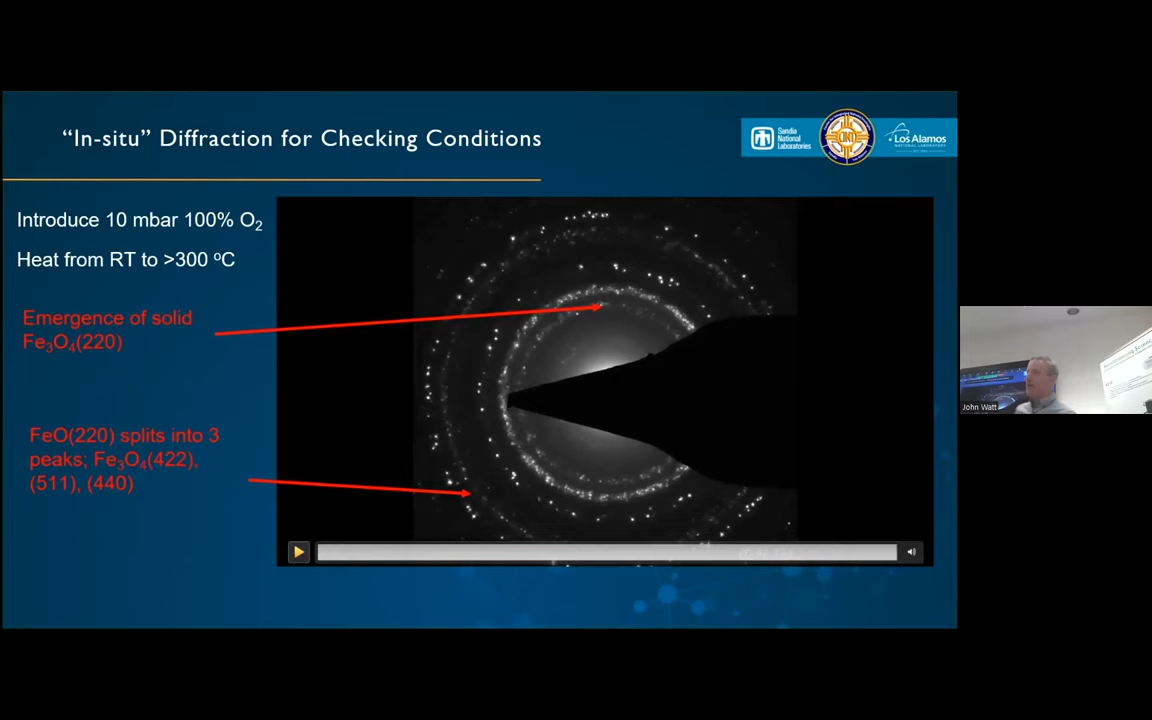 “In-situ” Diffraction for Checking Conditions
Sandia
National
Laboratories
CINT
Los Alamos
NATIONAL LABORATORY
Introduce 10 mbar 100% O₂
Heat from RT to >300 ºC
Emergence of solid
Fe₃O₄(220)
FeO(220) splits into 3
peaks; Fe₃O₄(422),
(511), (440)
John Watt